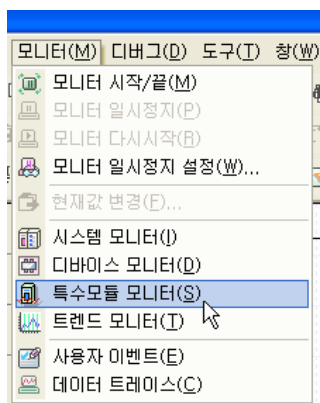 모니터(M) 디버그(D) 도구(T) 창(W)
모니터 시작/끝(M)
모니터 일시정지(P)
모니터 다시시작(R)
모니터 일시정지 설정(W)...
현재값 변경(F)...
시스템 모니터(I)
디바이스 모니터(D)
특수모듈 모니터(S)
트렌드 모니터(T)
사용자 이벤트(E)
데이터 트레이스(C)